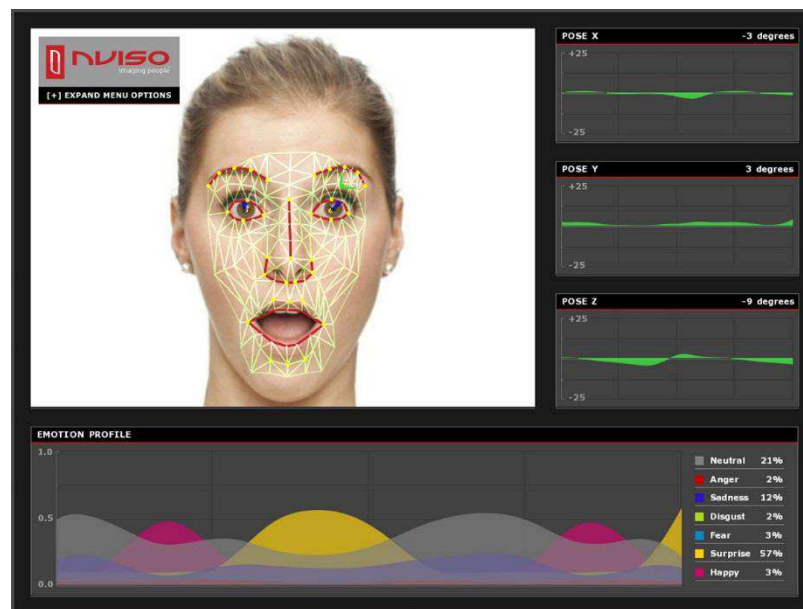 nViso
imaging people
[+] EXPAND MENU OPTIONS
POSE X -3 degrees
+25
-25
POSE Y 3 degrees
+25
-25
POSE Z -9 degrees
+25
-25
EMOTION PROFILE
1.0
0.5
0.0
Neutral 21%
Anger 2%
Sadness 12%
Disgust 2%
Fear 3%
Surprise 57%
Happy 3%